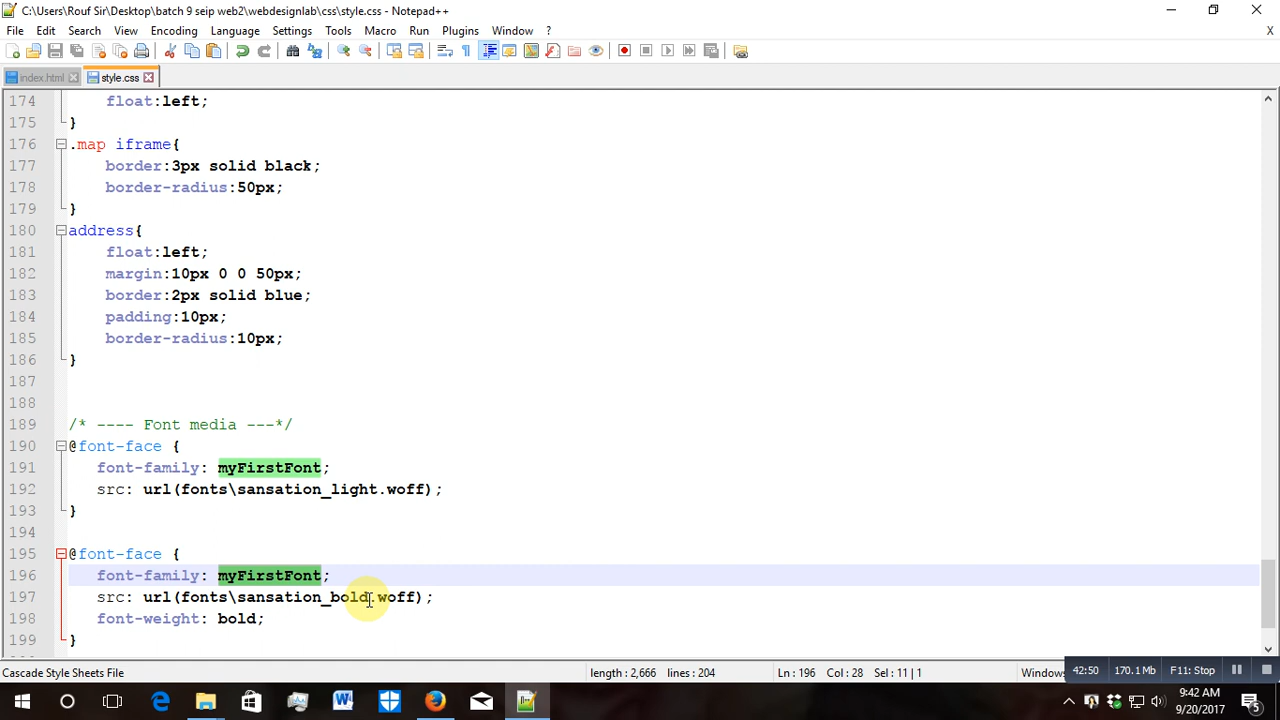 C:\Users\Rouf Sir\Desktop\batch 9 seip web2\webdesignlab\css\style.css - Notepad++
File Edit Search View Encoding Language Settings Tools Macro Run Plugins Window ? X
index.html style.css
174 float:left;
175 }
176 .map iframe{
177 border:3px solid black;
178 border-radius:50px;
179 }
180 address{
181 float:left;
182 margin:10px 0 0 50px;
183 border:2px solid blue;
184 padding:10px;
185 border-radius:10px;
186 }
187
188
189 /* ---- Font media ---*/
190 @font-face {
191 font-family: myFirstFont;
192 src: url(fonts\sansation_light.woff);
193 }
194
195 @font-face {
196 font-family: myFirstFont;
197 src: url(fonts\sansation_bold.woff);
198 font-weight: bold;
199 }
Cascade Style Sheets File length : 2,666 lines : 204 Ln : 196 Col : 28 Sel : 11 | 1 Windows
42:50 170.1 MB F11: Stop
9:42 AM
9/20/2017
5